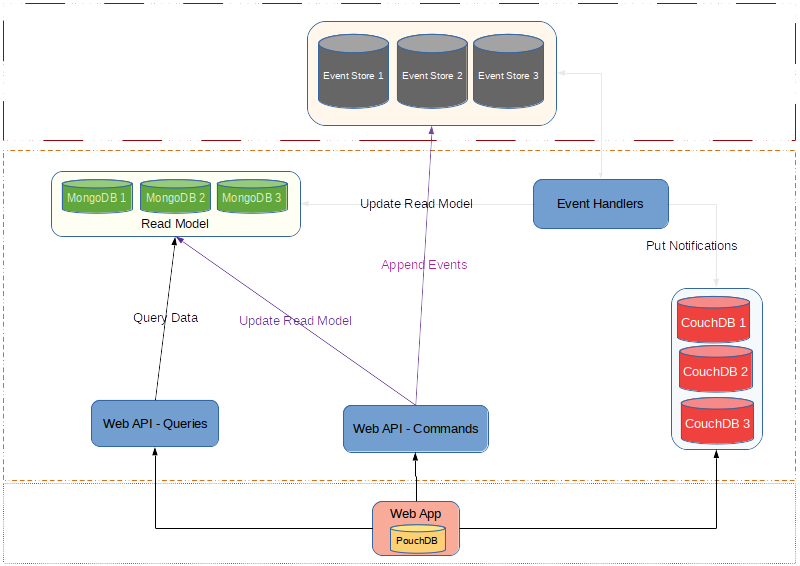 Event Store 1
Event Store 2
Event Store 3
MongoDB 1
MongoDB 2
MongoDB 3
Read Model
Update Read Model
Event Handlers
Put Notifications
Append Events
Query Data
Update Read Model
CouchDB 1
CouchDB 2
CouchDB 3
Web API - Queries
Web API - Commands
Web App
PouchDB